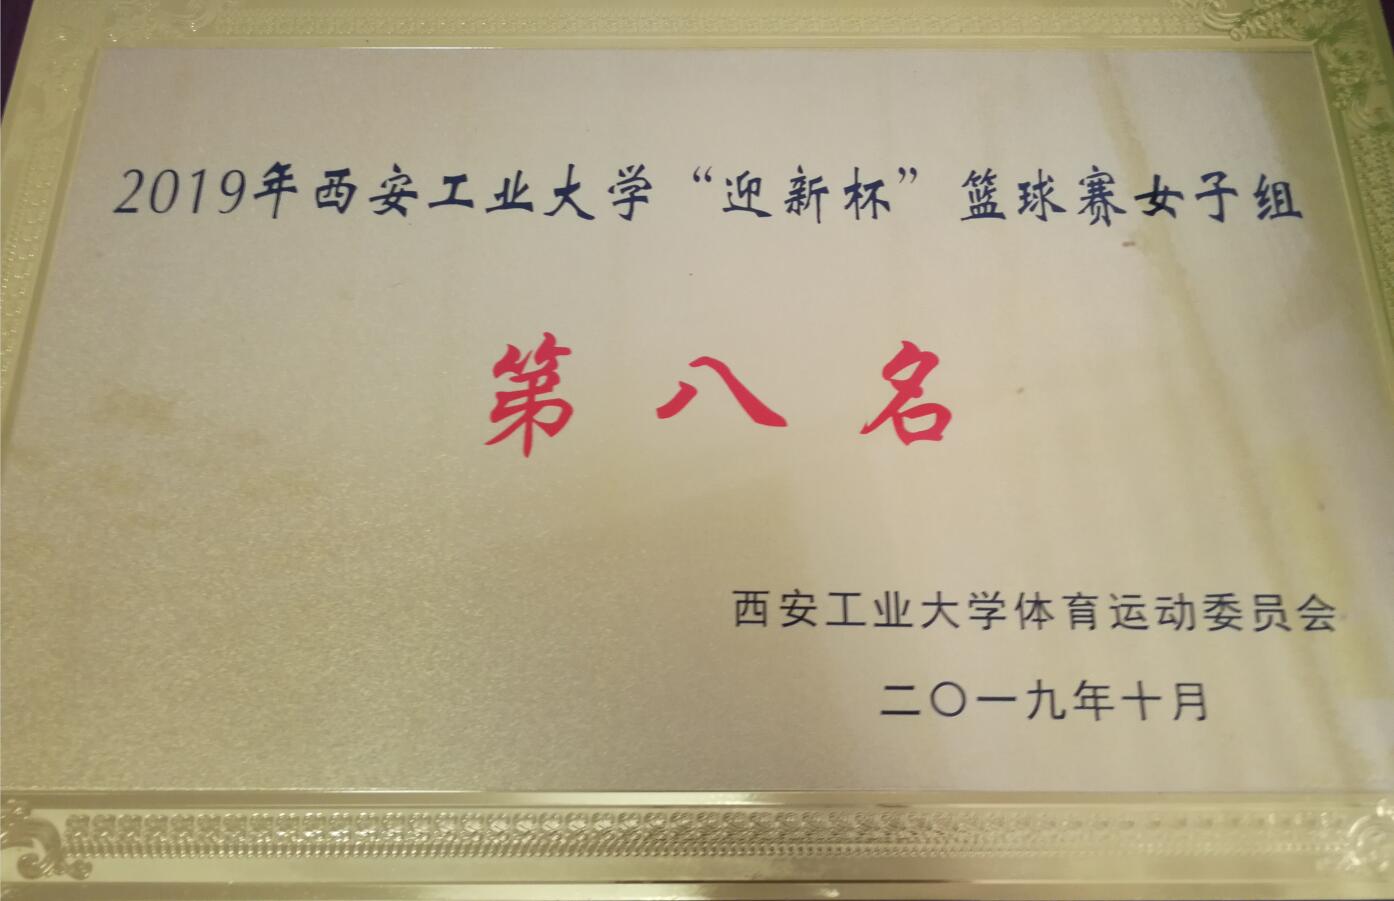 2019年西安工业大学“迎新杯”篮球赛女子组
第八名
西安工业大学体育运动委员会
二〇一九年十月